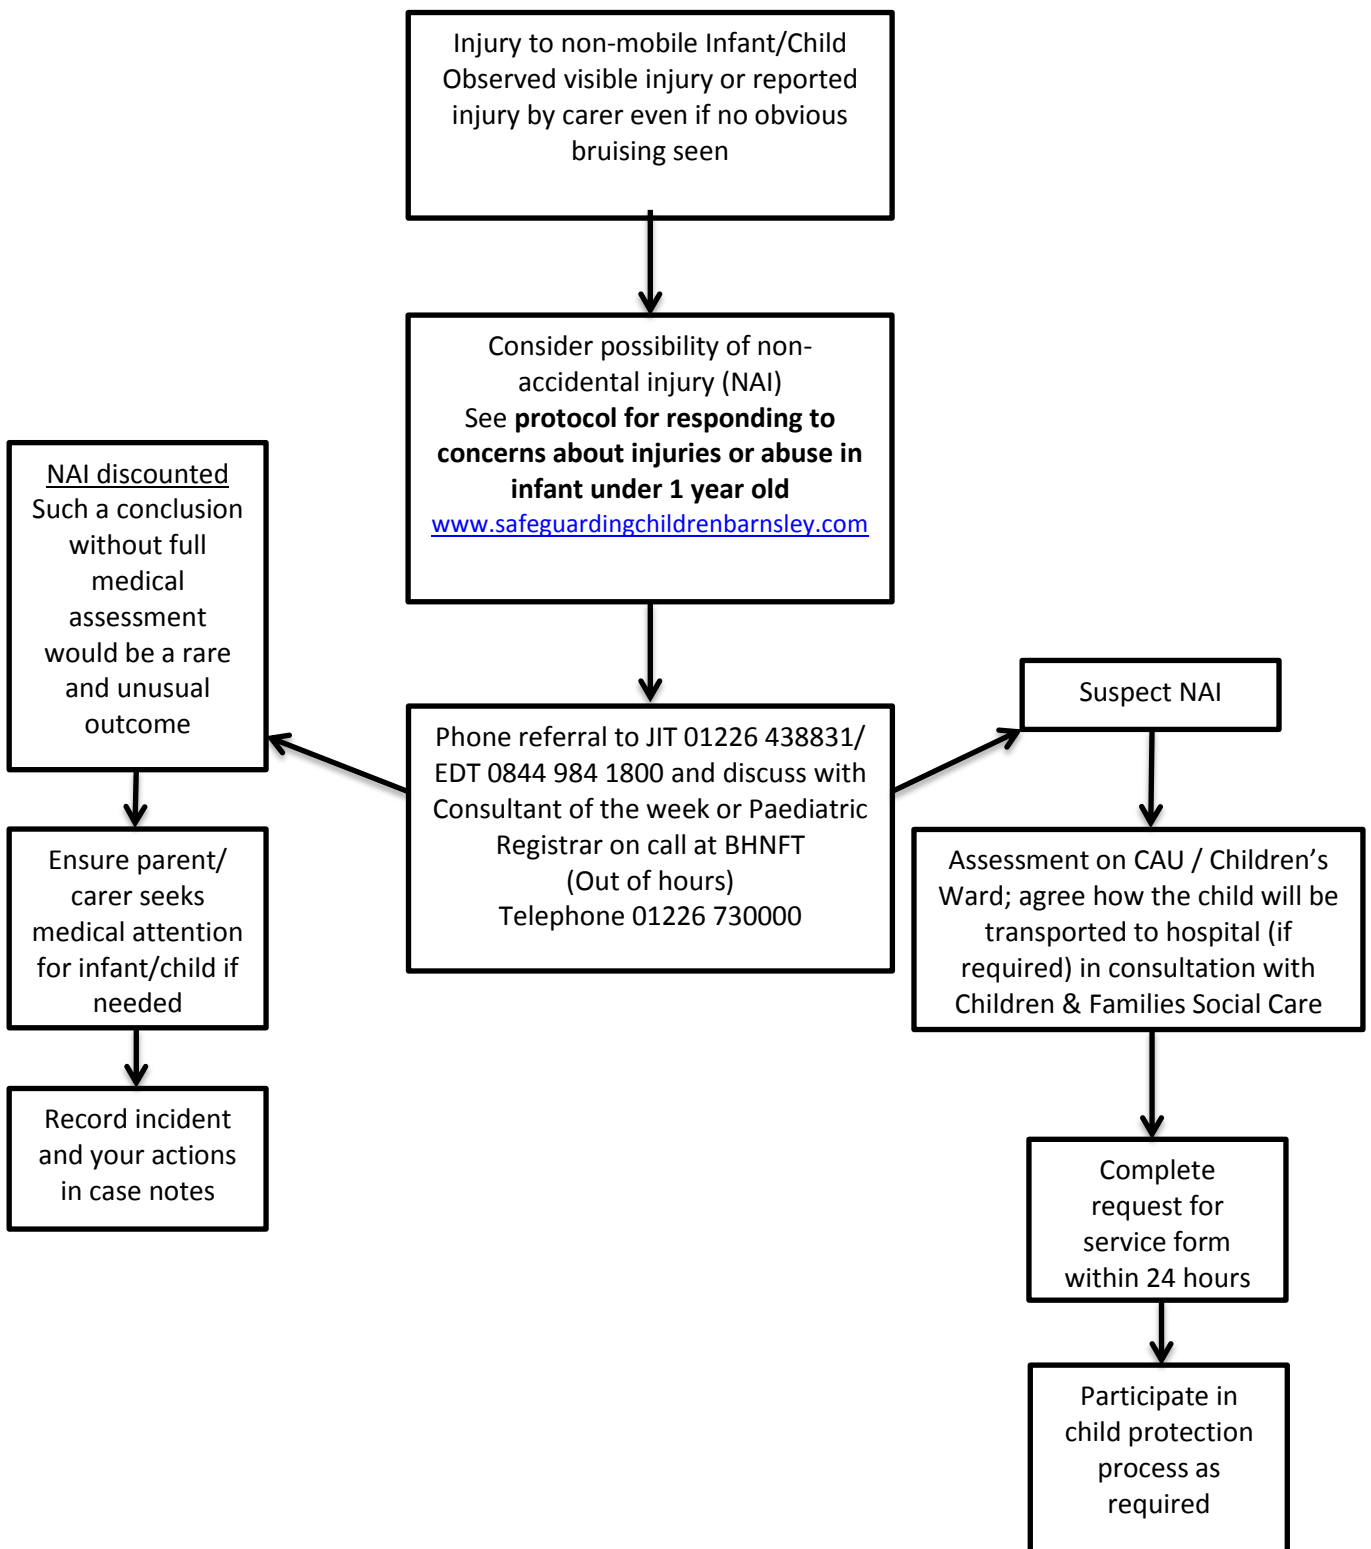 Injury to non-mobile Infant/Child
Observed visible injury or reported
injury by carer even if no obvious
bruising seen
Consider possibility of non-
accidental injury (NAI)
See protocol for responding to
concerns about injuries or abuse in
infant under 1 year old
www.safeguardingchildrenbarnsley.com
Phone referral to JIT 01226 438831/
EDT 0844 984 1800 and discuss with
Consultant of the week or Paediatric
Registrar on call at BHNFT
(Out of hours)
Telephone 01226 730000
NAI discounted
Such a conclusion
without full
medical
assessment
would be a rare
and unusual
outcome
Ensure parent/
carer seeks
medical attention
for infant/child if
needed
Record incident
and your actions
in case notes
Suspect NAI
Assessment on CAU / Children’s
Ward; agree how the child will be
transported to hospital (if
required) in consultation with
Children & Families Social Care
Complete
request for
service form
within 24 hours
Participate in
child protection
process as
required